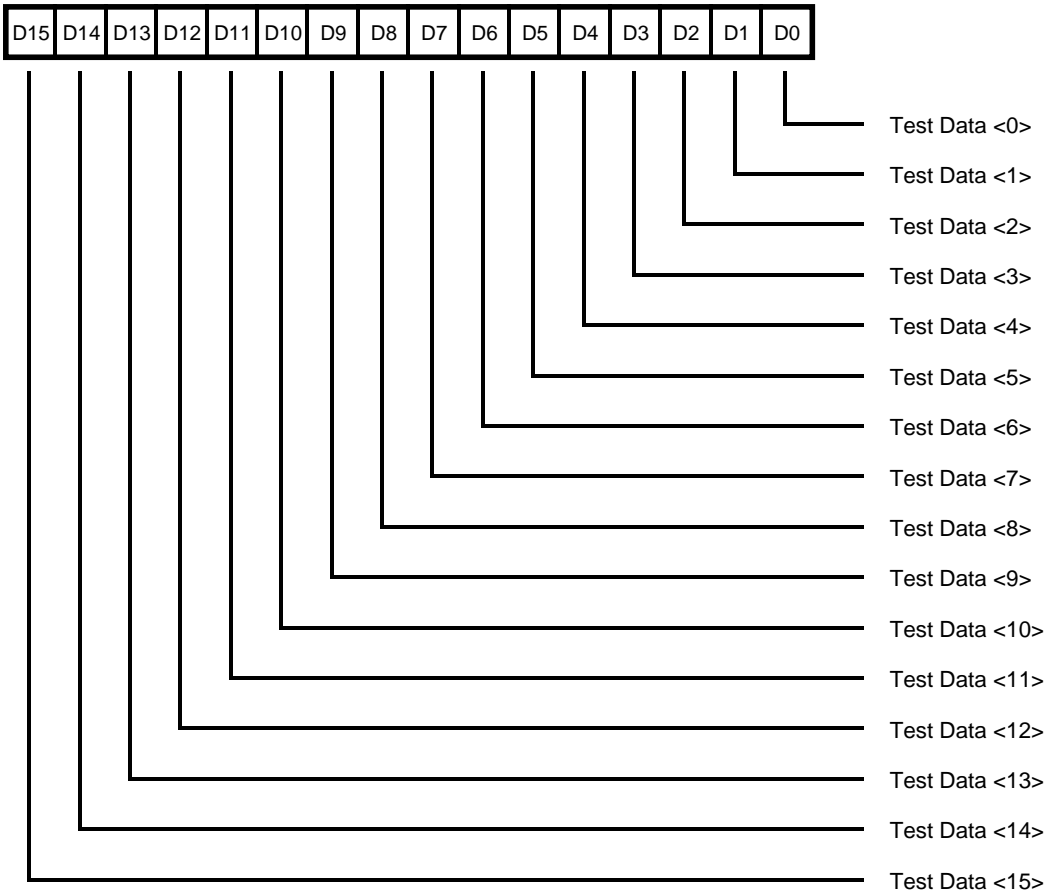 D15 D14 D13 D12 D11 D10 D9 D8 D7 D6 D5 D4 D3 D2 D1 D0
Test Data <0>
Test Data <1>
Test Data <2>
Test Data <3>
Test Data <4>
Test Data <5>
Test Data <6>
Test Data <7>
Test Data <8>
Test Data <9>
Test Data <10>
Test Data <11>
Test Data <12>
Test Data <13>
Test Data <14>
Test Data <15>